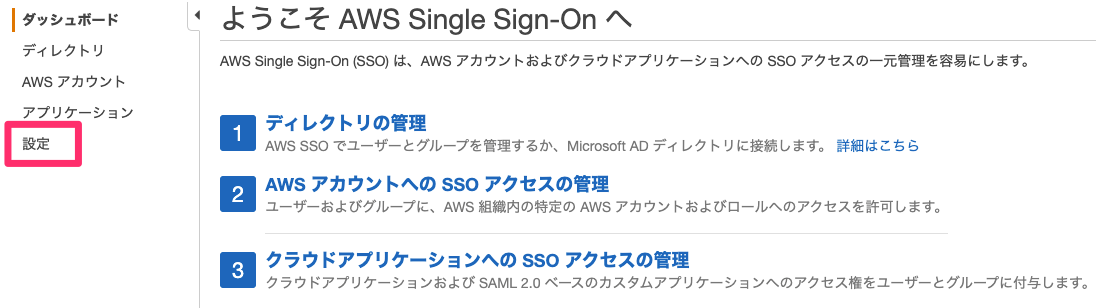 ダッシュボード
ディレクトリ
AWS アカウント
アプリケーション
設定
ようこそ AWS Single Sign-On へ
AWS Single Sign-On (SSO) は、AWS アカウントおよびクラウドアプリケーションへの SSO アクセスの一元管理を容易にします。
1 ディレクトリの管理
AWS SSO でユーザーとグループを管理するか、Microsoft AD ディレクトリに接続します。 詳細はこちら
2 AWS アカウントへの SSO アクセスの管理
ユーザーおよびグループに、AWS 組織内の特定の AWS アカウントおよびロールへのアクセスを許可します。
3 クラウドアプリケーションへの SSO アクセスの管理
クラウドアプリケーションおよび SAML 2.0 ベースのカスタムアプリケーションへのアクセス権をユーザーとグループに付与します。